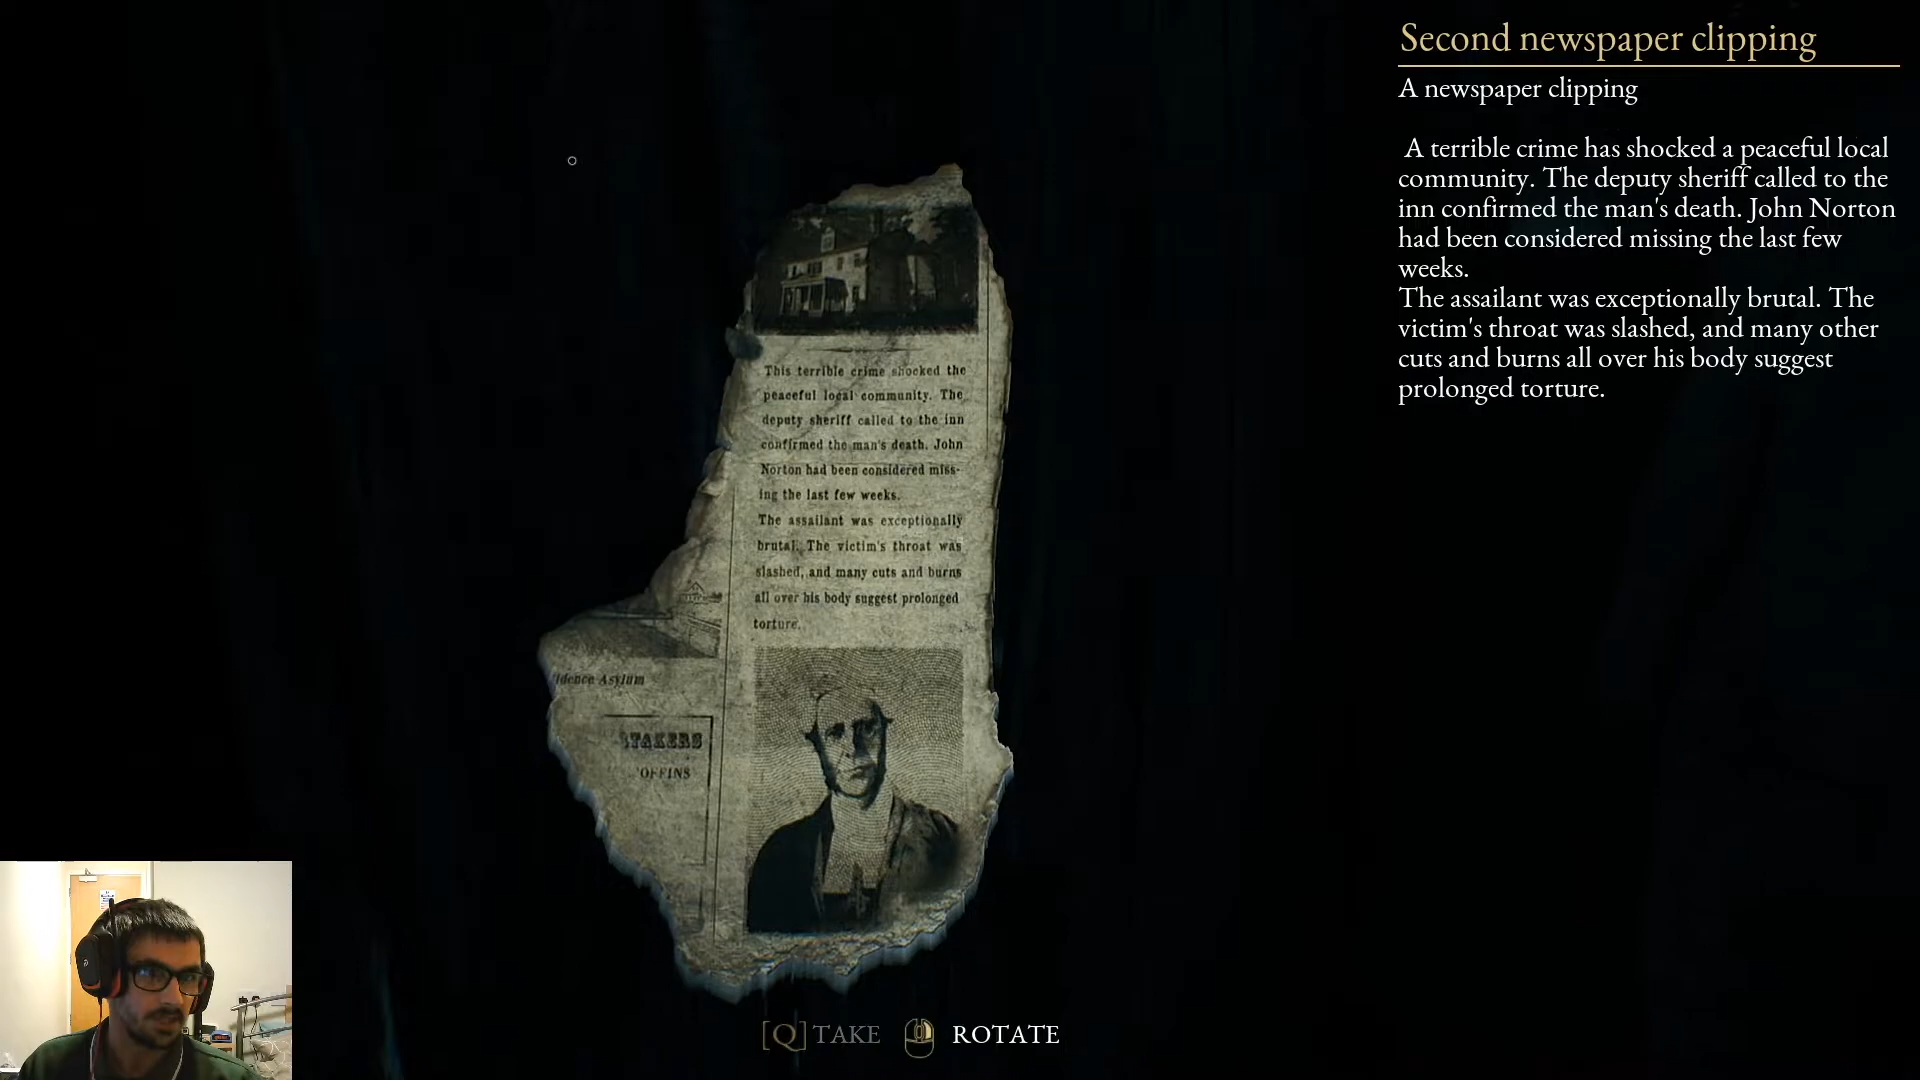 Second newspaper clipping
A newspaper clipping
A terrible crime has shocked a peaceful local
community. The deputy sheriff called to the
inn confirmed the man's death. John Norton
had been considered missing the last few
weeks.
The assailant was exceptionally brutal. The
victim's throat was slashed, and many other
cuts and burns all over his body suggest
prolonged torture.
This terrible crime shocked the
peaceful local community. The
deputy sheriff called to the inn
confirmed the man's death. John
Norton had been considered miss-
ing the last few weeks.
The assailant was exceptionally
brutal. The victim's throat was
slashed, and many cuts and burns
all over his body suggest prolonged
torture.
idence Asylum
TAKERS
OFFINS
[Q] TAKE ROTATE